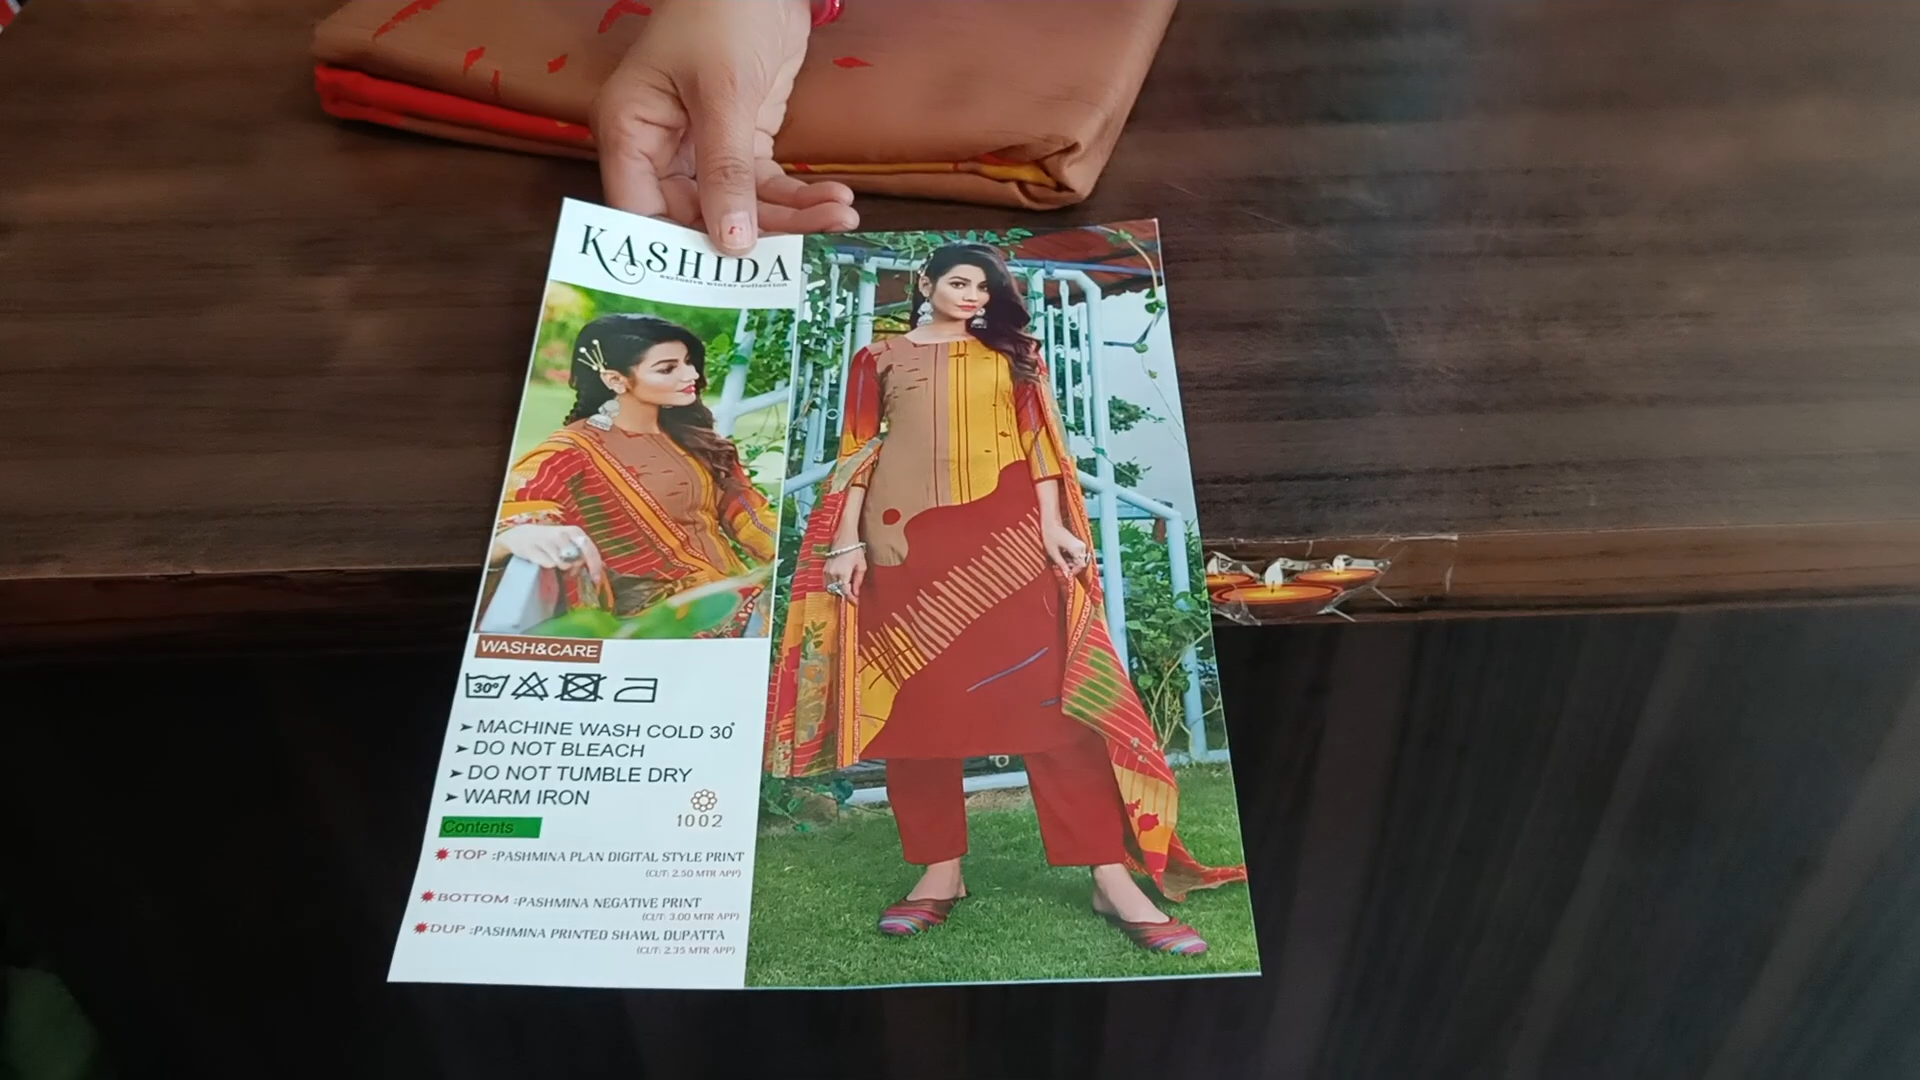 KASHIDA
exclusive winter collection
WASH&CARE
30°
➤ MACHINE WASH COLD 30°
➤ DO NOT BLEACH
➤ DO NOT TUMBLE DRY
➤ WARM IRON
1002
Contents
TOP :PASHMINA PLAN DIGITAL STYLE PRINT
(CUT: 2.50 MTR APP)
BOTTOM :PASHMINA NEGATIVE PRINT
(CUT: 3.00 MTR APP)
DUP :PASHMINA PRINTED SHAWL DUPATTA
(CUT: 2.35 MTR APP)